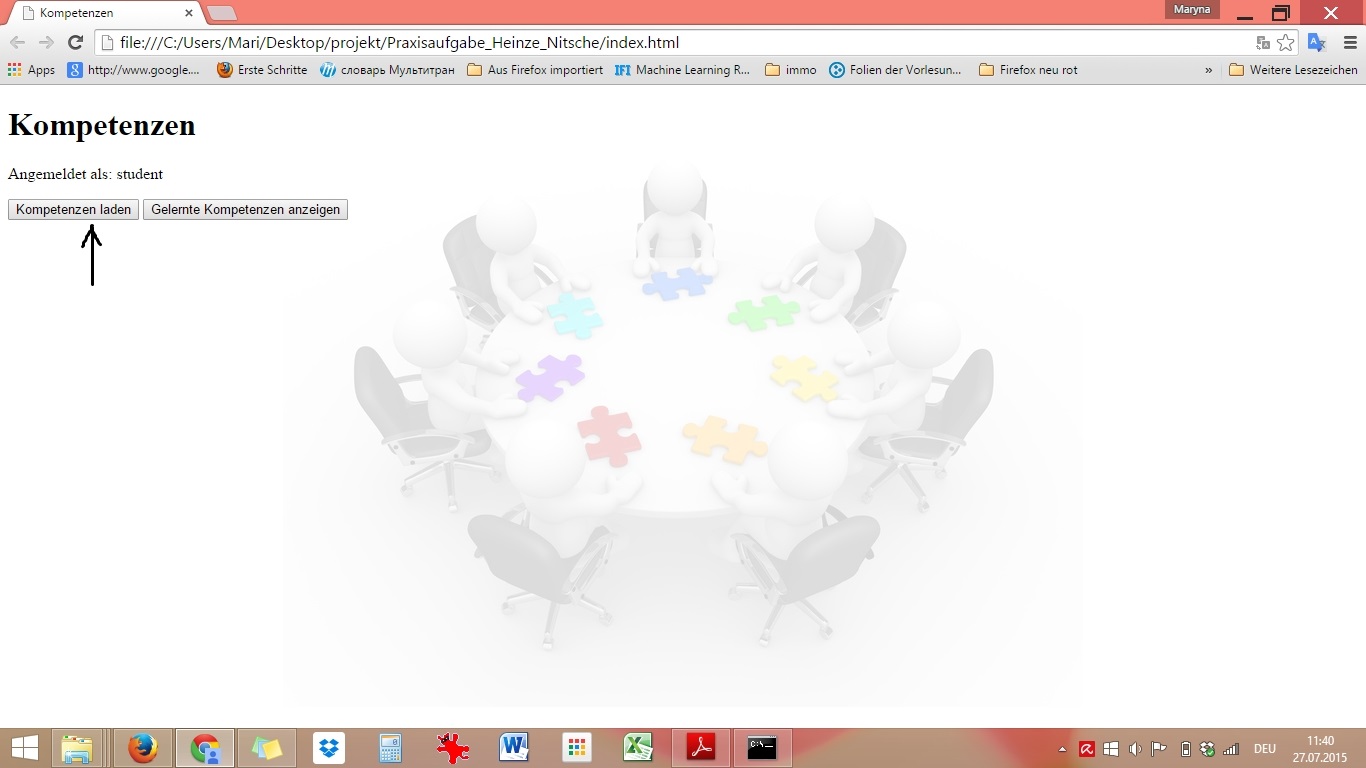 Kompetenzen
Maryna
file:///C:/Users/Mari/Desktop/projekt/Praxisaufgabe_Heinze_Nitsche/index.html
Apps http://www.google.... Erste Schritte словарь Мультитран Aus Firefox importiert IFI Machine Learning R... immo Folien der Vorlesun... Firefox neu rot » Weitere Lesezeichen
Kompetenzen
Angemeldet als: student
Kompetenzen laden Gelernte Kompetenzen anzeigen
DEU 11:40
27.07.2015